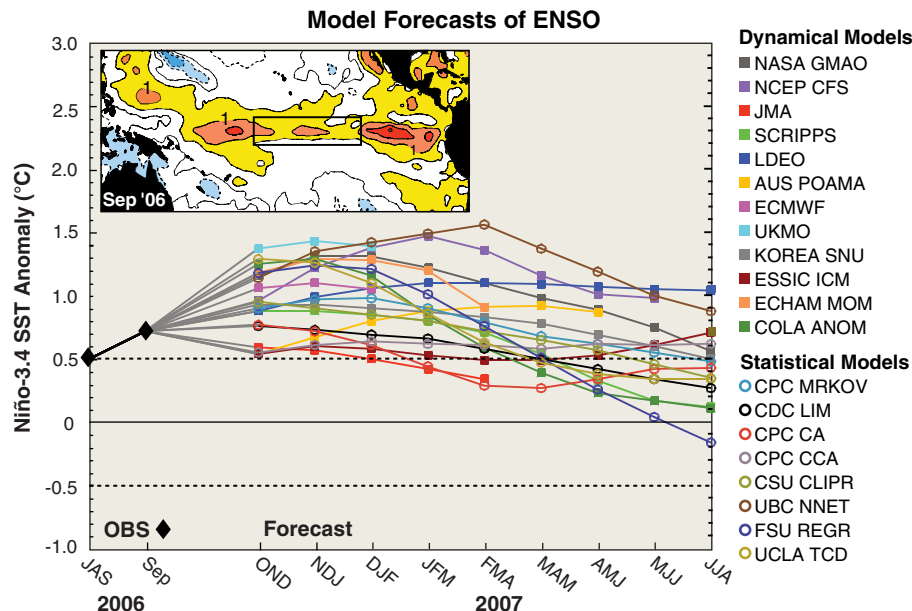 Model Forecasts of ENSO
3.0
2.5
2.0
1.5
1.0
0.5
0
-0.5
-1.0
Niño-3.4 SST Anomaly (°C)
1
1
1
Sep '06
OBS
Forecast
JAS
Sep
OND
NDJ
DJF
JFM
FMA
MAM
AMJ
MJJ
JJA
2006
2007
Dynamical Models
NASA GMAO
NCEP CFS
JMA
SCRIPPS
LDEO
AUS POAMA
ECMWF
UKMO
KOREA SNU
ESSIC ICM
ECHAM MOM
COLA ANOM
Statistical Models
CPC MRKOV
CDC LIM
CPC CA
CPC CCA
CSU CLIPR
UBC NNET
FSU REGR
UCLA TCD